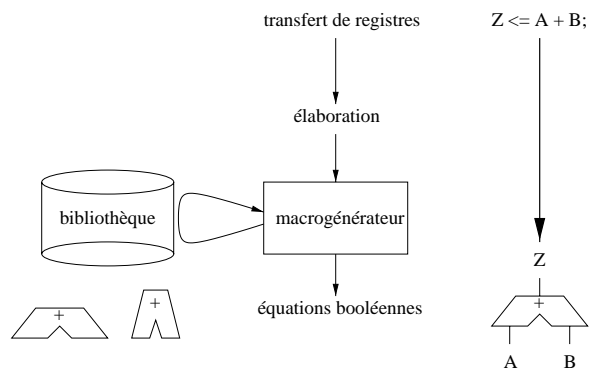 transfert de registres
Z <= A + B;
élaboration
bibliothèque
macrogénérateur
Z
équations booléennes
+
+
+
A
B